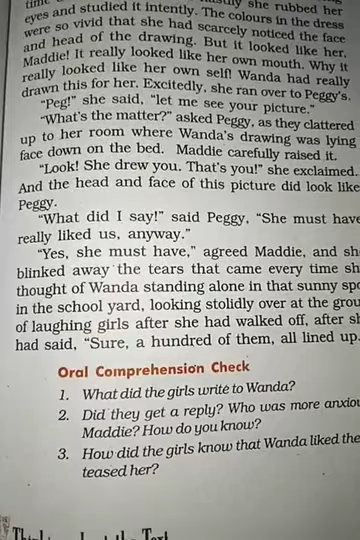 she rubbed her
eyes and studied it intently. The colours in the dress
were so vivid that she had scarcely noticed the face
and head of the drawing. But it looked like her,
Maddie! It really looked like her own mouth. Why it
really looked like her own self! Wanda had really
drawn this for her. Excitedly, she ran over to Peggy's.
"Peg!" she said, "let me see your picture."
"What's the matter?" asked Peggy, as they clattered
up to her room where Wanda's drawing was lying
face down on the bed. Maddie carefully raised it.
"Look! She drew you. That's you!" she exclaimed.
And the head and face of this picture did look like
Peggy.
"What did I say!" said Peggy, "She must have
really liked us, anyway."
"Yes, she must have," agreed Maddie, and
blinked away the tears that came every time
thought of Wanda standing alone in that sunny
in the school yard, looking stolidly over at the
of laughing girls after she had walked off, after
had said, "Sure, a hundred of them, all lined up
Oral Comprehension Check
1. What did the girls write to Wanda?
2. Did they get a reply? Who was more
Maddie? How do you know?
3. How did the girls know that Wanda liked
teased her?